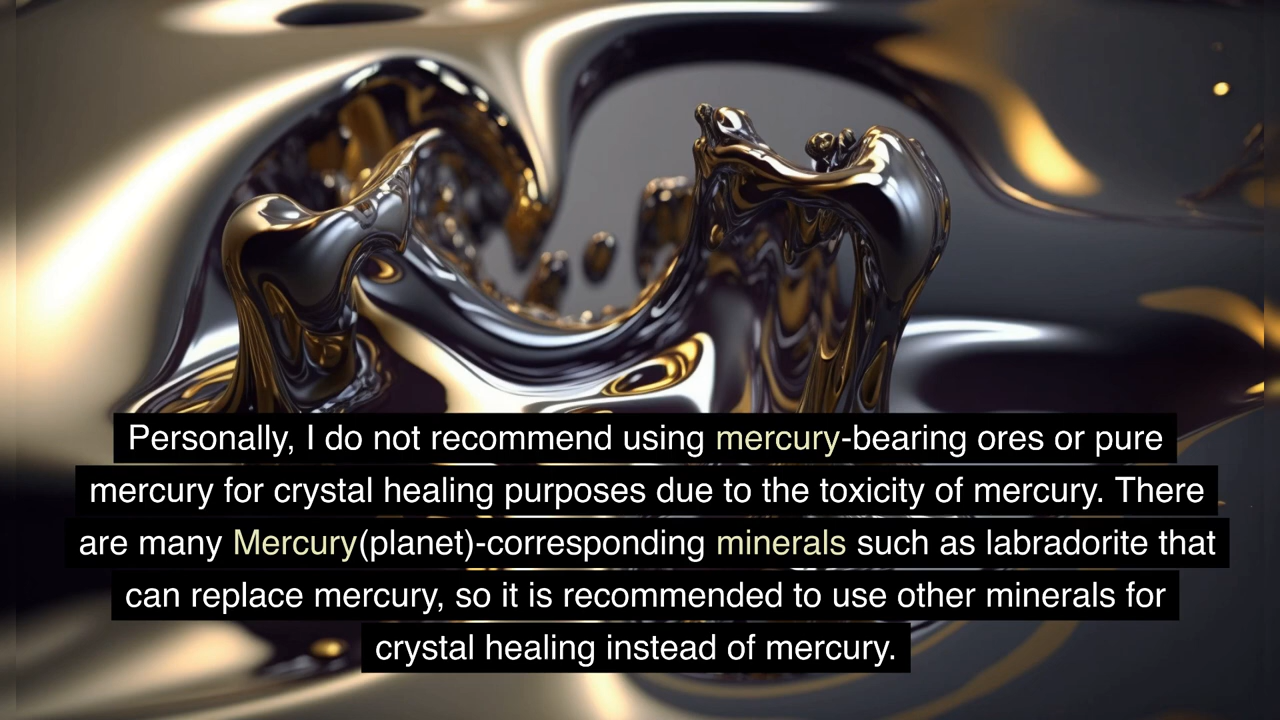 Personally, I do not recommend using mercury-bearing ores or pure
mercury for crystal healing purposes due to the toxicity of mercury. There
are many Mercury(planet)-corresponding minerals such as labradorite that
can replace mercury, so it is recommended to use other minerals for
crystal healing instead of mercury.